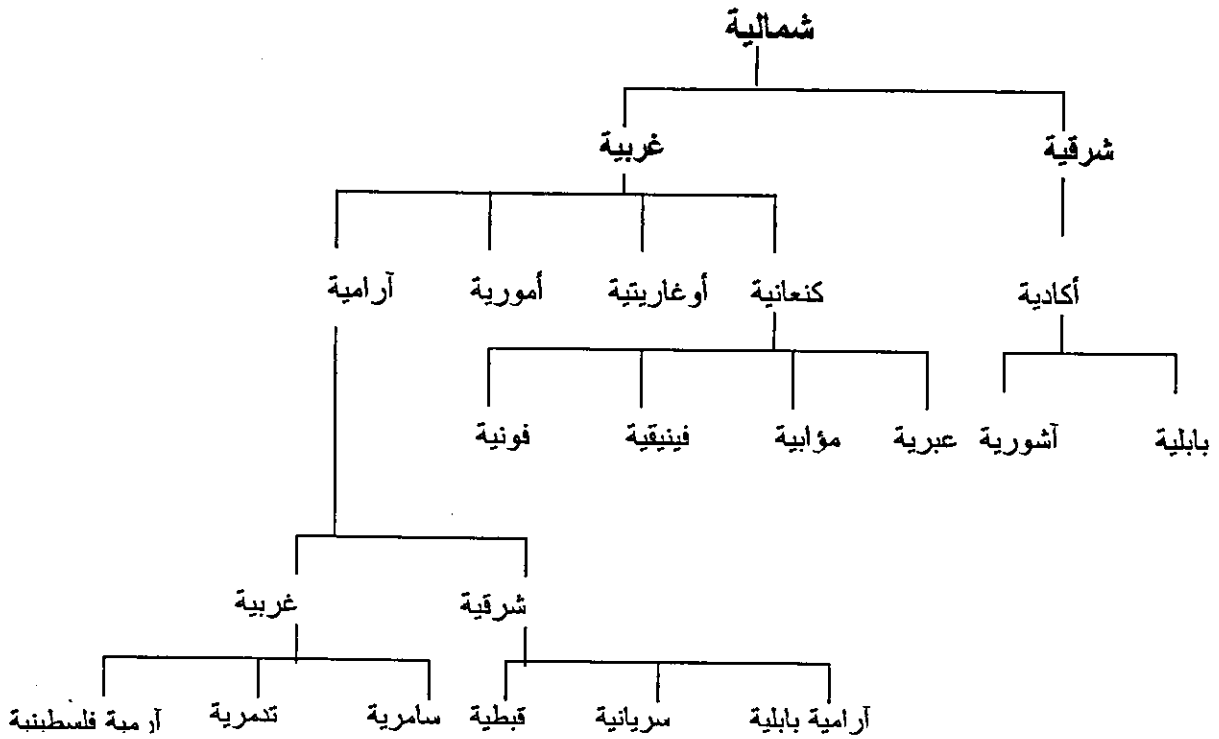 شمالية
شرقية غربية
أكادية كنعانية أوغاريتية أمورية آرامية
بابلية آشورية عبرية مؤابية فينيقية فونية
شرقية غربية
آرامية بابلية سريانية قبطية سامرية تدمرية آرمية فلسطينية